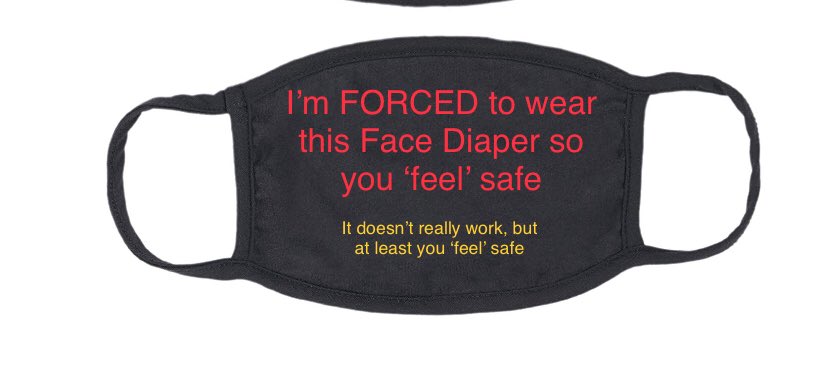 I’m FORCED to wear
this Face Diaper so
you ‘feel’ safe
It doesn’t really work, but
at least you ‘feel’ safe